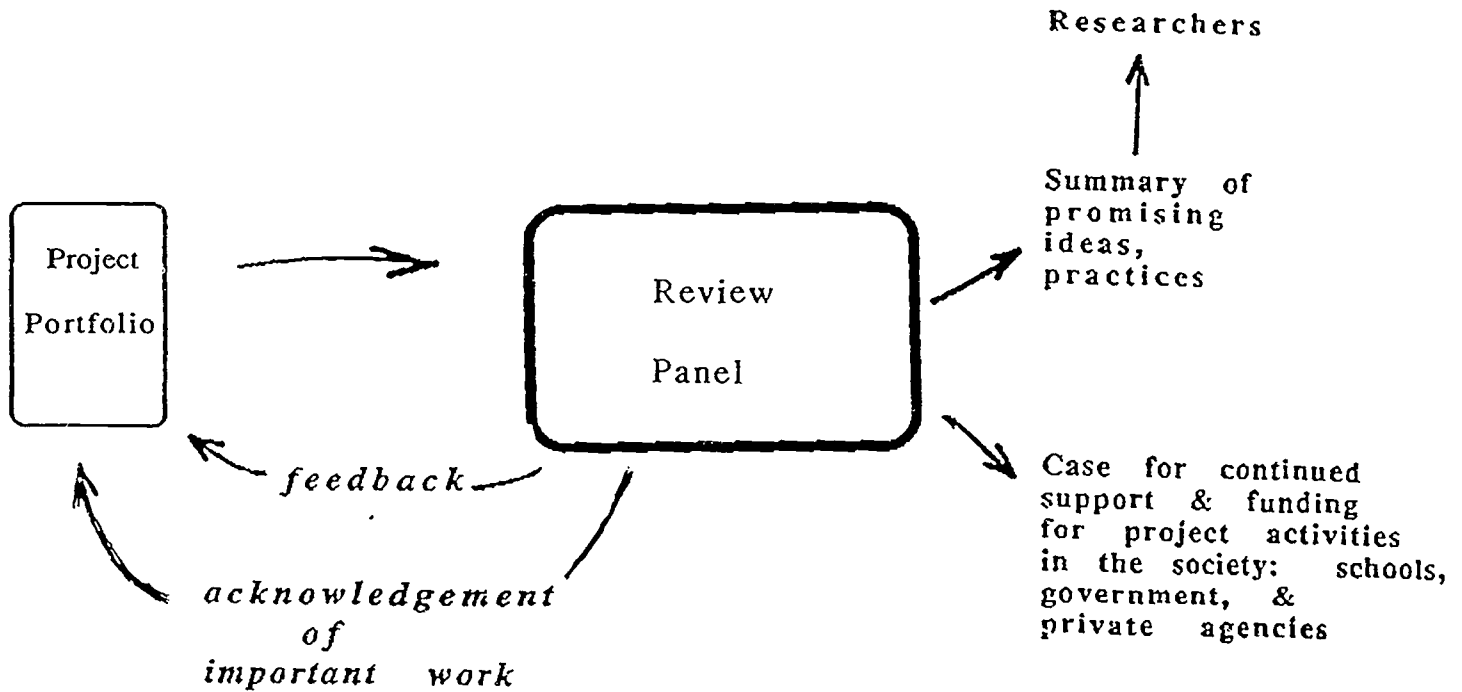 Researchers
Summary of
promising
ideas,
practices
Project
Portfolio
Review
Panel
feedback
acknowledgement
of
important work
Case for continued
support & funding
for project activities
in the society: schools,
government, &
private agencies